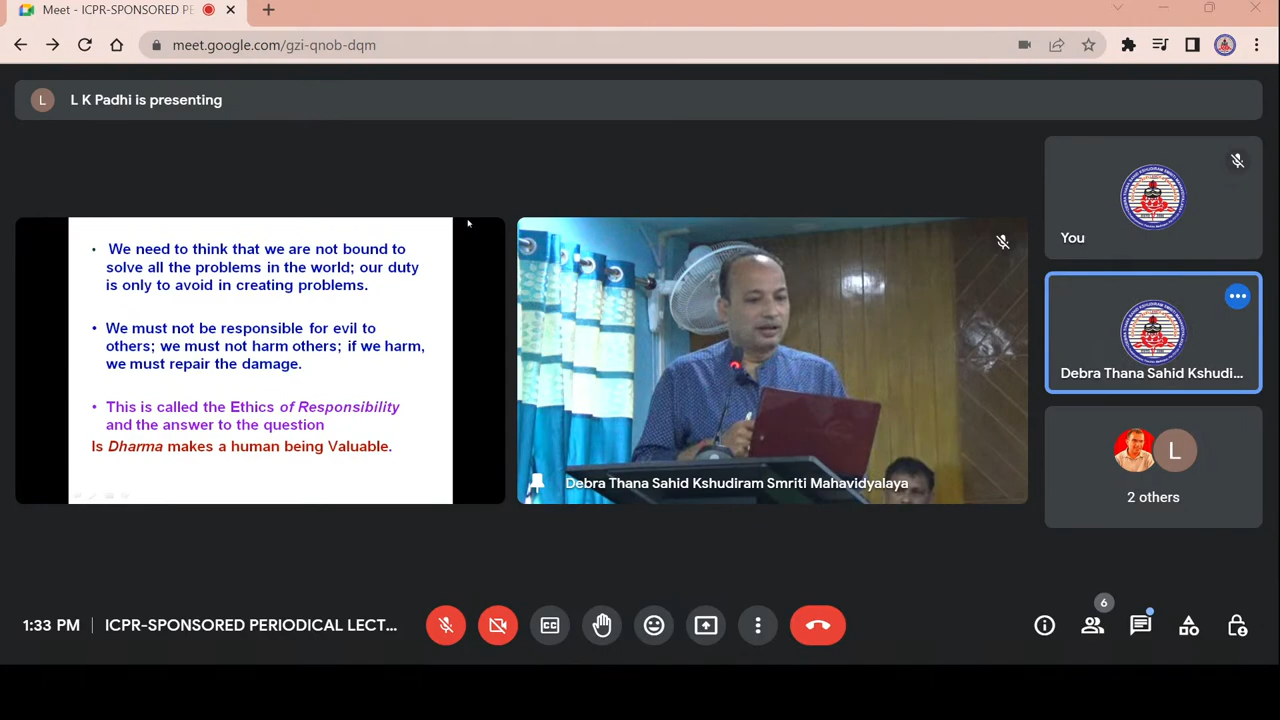 Meet - ICPR-SPONSORED PE
meet.google.com/gzi-qnob-dqm
L
L K Padhi is presenting
• We need to think that we are not bound to
solve all the problems in the world; our duty
is only to avoid in creating problems.
• We must not be responsible for evil to
others; we must not harm others; if we harm,
we must repair the damage.
• This is called the Ethics of Responsibility
and the answer to the question
Is Dharma makes a human being Valuable.
Debra Thana Sahid Kshudiram Smriti Mahavidyalaya
You
Debra Thana Sahid Kshudi...
L
2 others
1:33 PM
ICPR-SPONSORED PERIODICAL LECT...
6